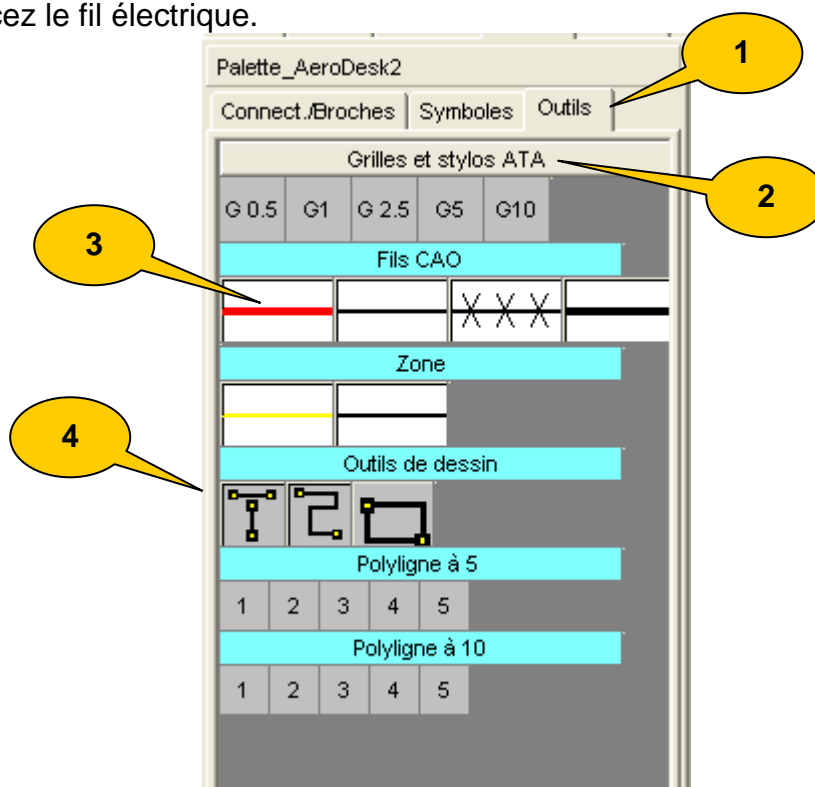 cez le fil électrique.
Palette_AeroDesk2
1
Connect./Broches Symboles Outils
Grilles et stylos ATA
2
G 0.5 G1 G 2.5 G5 G10
3
Fils CAO
Zone
4
Outils de dessin
Polyligne à 5
1 2 3 4 5
Polyligne à 10
1 2 3 4 5